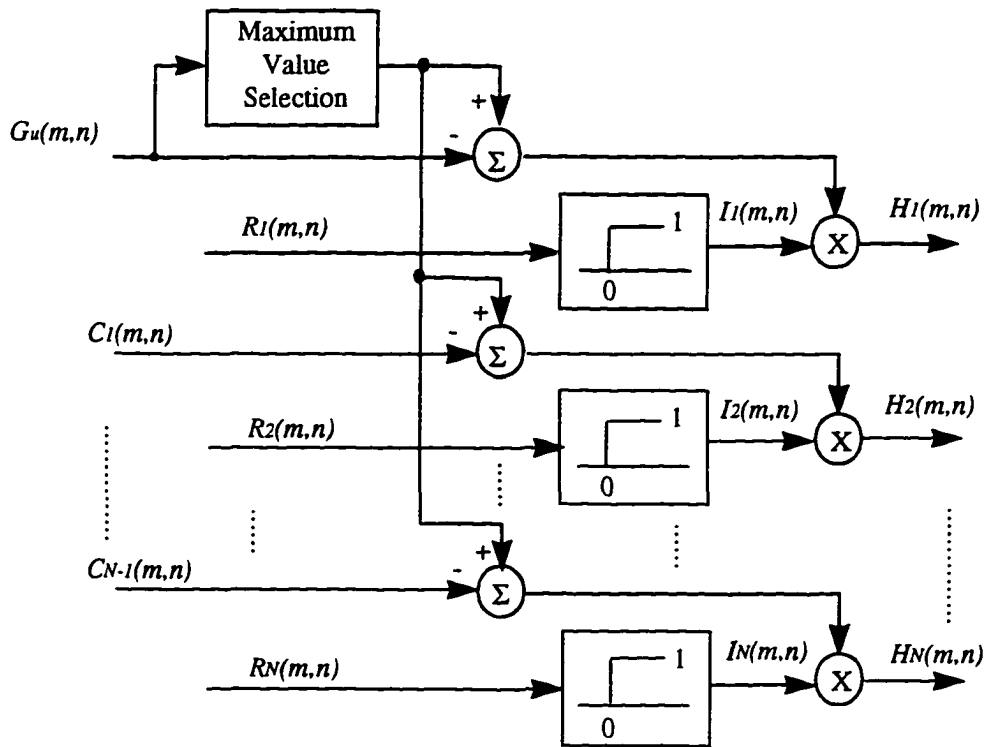 Maximum
Value
Selection
Gu(m,n)
+
-
Σ
R1(m,n)
1
0
I1(m,n)
X
H1(m,n)
C1(m,n)
+
-
Σ
R2(m,n)
1
0
I2(m,n)
X
H2(m,n)
CN-1(m,n)
+
-
Σ
RN(m,n)
1
0
IN(m,n)
X
HN(m,n)